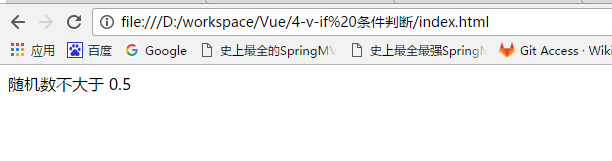 file:///D:/workspace/Vue/4-v-if%20条件判断/index.html
应用 百度 Google 史上最全的SpringMV 史上最全最强SpringM Git Access · Wiki
随机数不大于 0.5